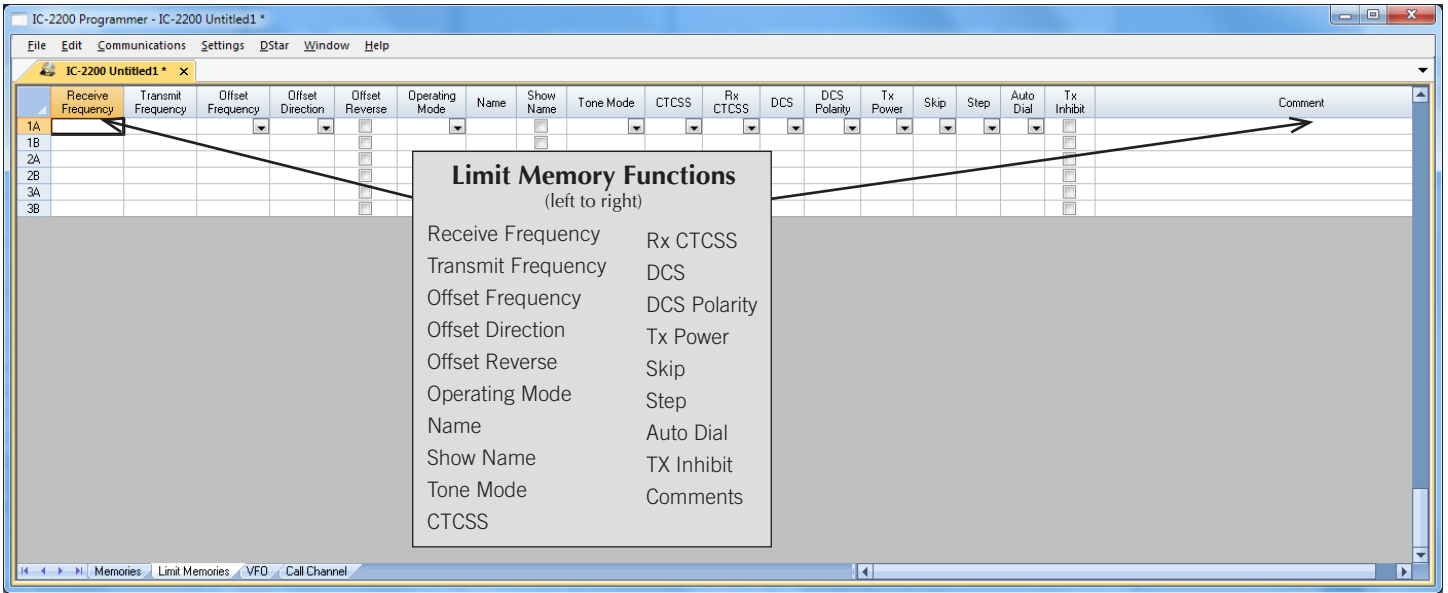 IC-2200 Programmer - IC-2200 Untitled1 *
File Edit Communications Settings DStar Window Help
IC-2200 Untitled1 * x
Receive Frequency Transmit Frequency Offset Frequency Offset Direction Offset Reverse Operating Mode Name Show Name Tone Mode CTCSS Rx CTCSS DCS DCS Polarity Tx Power Skip Step Auto Dial Tx Inhibit Comment
1A
1B
2A
2B
3A
3B
Limit Memory Functions
(left to right)
Receive Frequency
Transmit Frequency
Offset Frequency
Offset Direction
Offset Reverse
Operating Mode
Name
Show Name
Tone Mode
CTCSS
Rx CTCSS
DCS
DCS Polarity
Tx Power
Skip
Step
Auto Dial
TX Inhibit
Comments
Memories Limit Memories VFO Call Channel